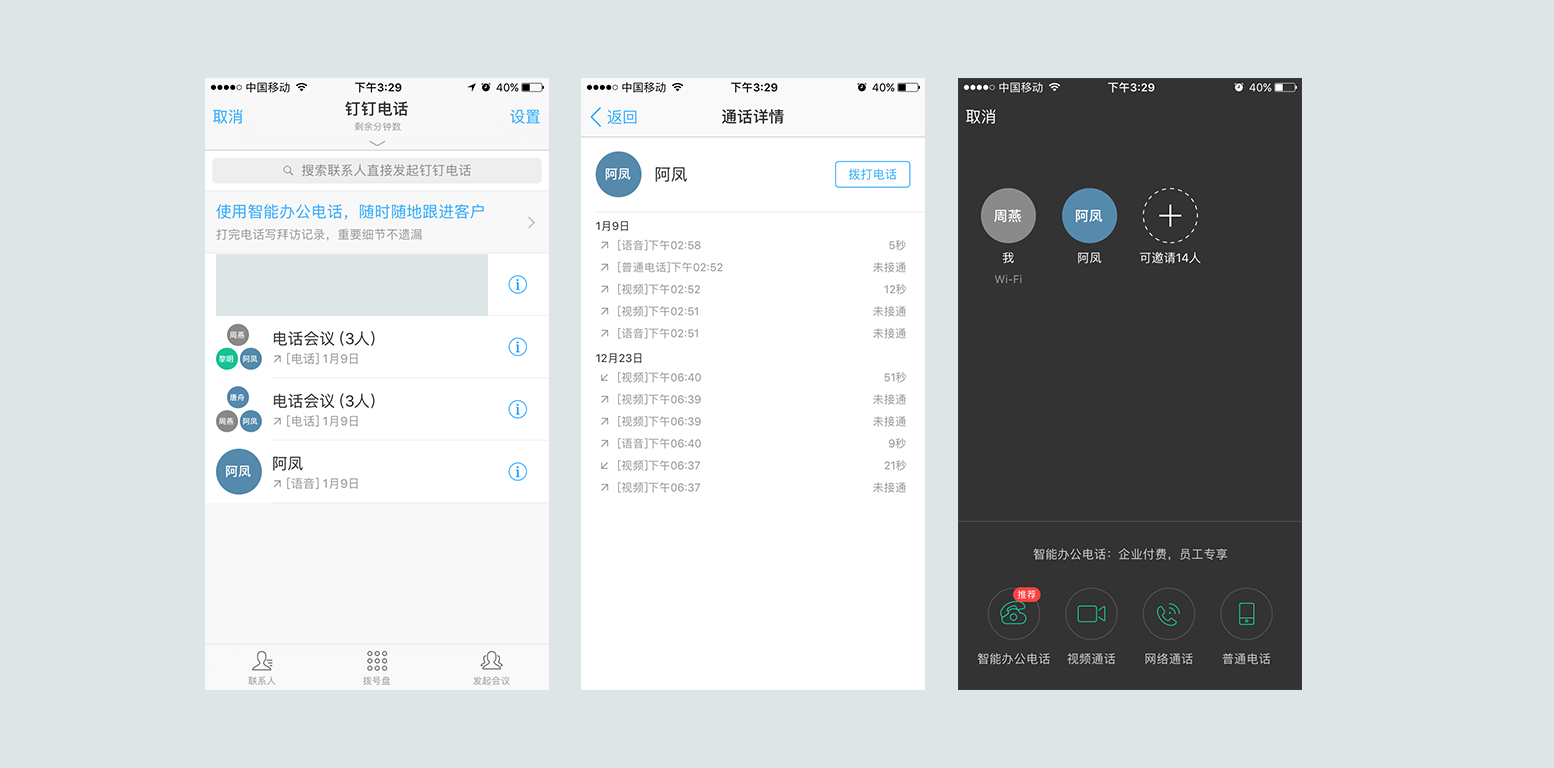 中国移动 下午3:29 40%
取消 钉钉电话 设置
剩余分钟数
搜索联系人直接发起钉钉电话
使用智能办公电话，随时随地跟进客户
打完电话写拜访记录，重要细节不遗漏
周燕
黎明 阿凤
电话会议 (3人)
[电话] 1月9日
唐舟
周燕 阿凤
电话会议 (3人)
[电话] 1月9日
阿凤
阿凤
[语音] 1月9日
联系人 拨号盘 发起会议
中国移动 下午3:29 40%
返回 通话详情
阿凤 阿凤 拨打电话
1月9日
[语音]下午02:58 5秒
[普通电话]下午02:52 未接通
[视频]下午02:52 12秒
[视频]下午02:51 未接通
[语音]下午02:51 未接通
12月23日
[视频]下午06:40 51秒
[视频]下午06:39 未接通
[视频]下午06:39 未接通
[语音]下午06:40 9秒
[视频]下午06:37 21秒
[视频]下午06:37 未接通
中国移动 下午3:29 40%
取消
周燕 阿凤
我 阿凤 可邀请14人
Wi-Fi
智能办公电话：企业付费，员工专享
推荐
智能办公电话 视频通话 网络通话 普通电话